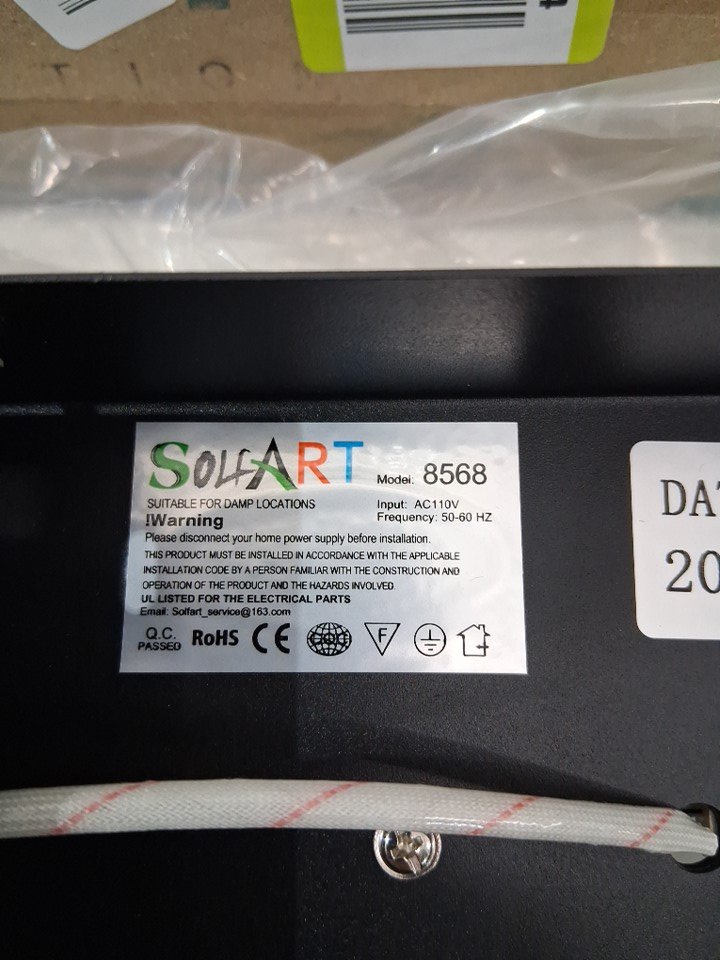 SOLFART
Model: 8568
SUITABLE FOR DAMP LOCATIONS
Input: AC110V
!Warning
Frequency: 50-60 HZ
Please disconnect your home power supply before installation.
THIS PRODUCT MUST BE INSTALLED IN ACCORDANCE WITH THE APPLICABLE
INSTALLATION CODE BY A PERSON FAMILIAR WITH THE CONSTRUCTION AND
OPERATION OF THE PRODUCT AND THE HAZARDS INVOLVED.
UL LISTED FOR THE ELECTRICAL PARTS
Email: Solfart_service@163.com
Q.C.
PASSED
RoHS
CE
F
DAT
20